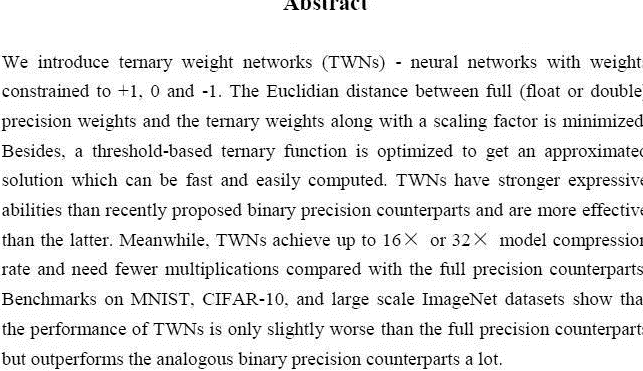 Abstract
We introduce ternary weight networks (TWNs) - neural networks with weight
constrained to +1, 0 and -1. The Euclidian distance between full (float or double
precision weights and the ternary weights along with a scaling factor is minimized
Besides, a threshold-based ternary function is optimized to get an approximated
solution which can be fast and easily computed. TWNs have stronger expressive
abilities than recently proposed binary precision counterparts and are more effective
than the latter. Meanwhile, TWNs achieve up to 16× or 32× model compression
rate and need fewer multiplications compared with the full precision counterparts
Benchmarks on MNIST, CIFAR-10, and large scale ImageNet datasets show tha
the performance of TWNs is only slightly worse than the full precision counterparts
but outperforms the analogous binary precision counterparts a lot.